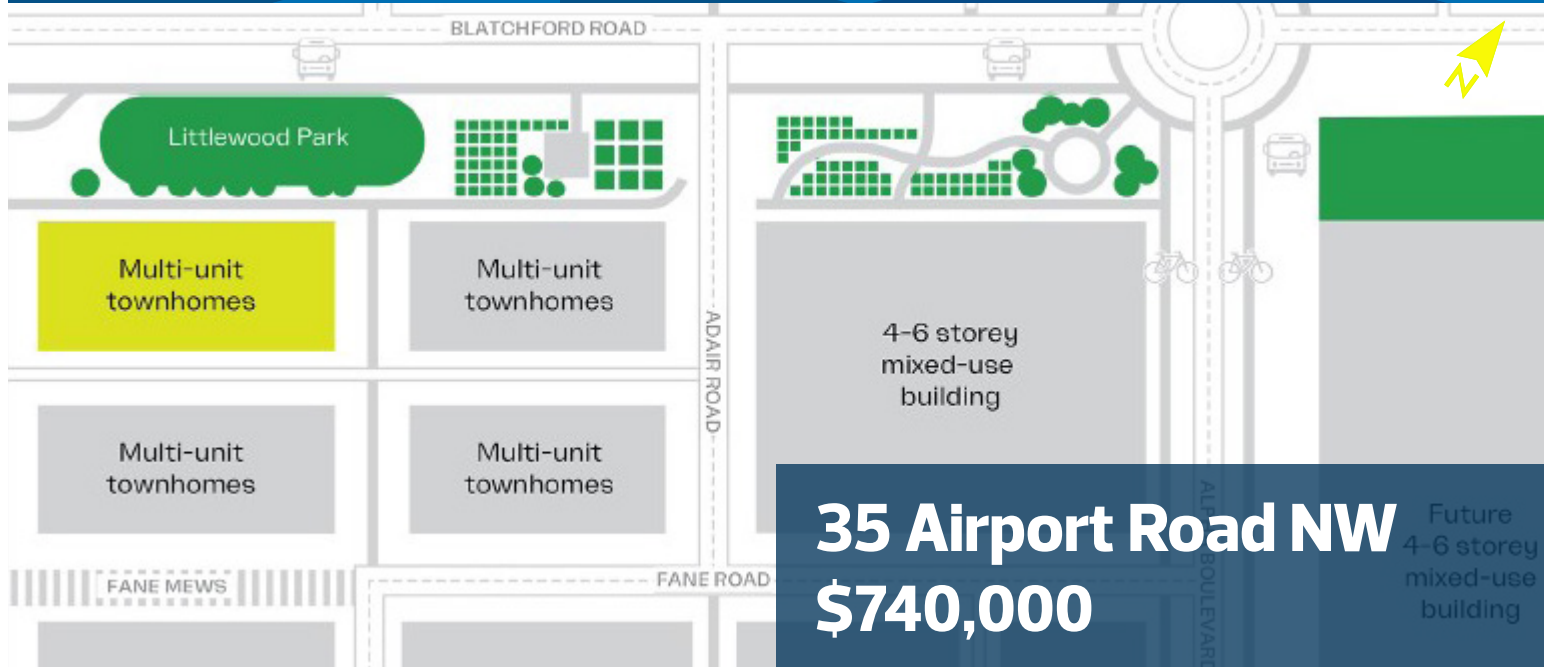 BLATCHFORD ROAD
N
Littlewood Park
Multi-unit
townhomes
Multi-unit
townhomes
ADAIR ROAD
4-6 storey
mixed-use
building
Multi-unit
townhomes
Multi-unit
townhomes
35 Airport Road NW
$740,000
Future
4-6 storey
mixed-use
building
FANE MEWS
FANE ROAD
BOULEVARD